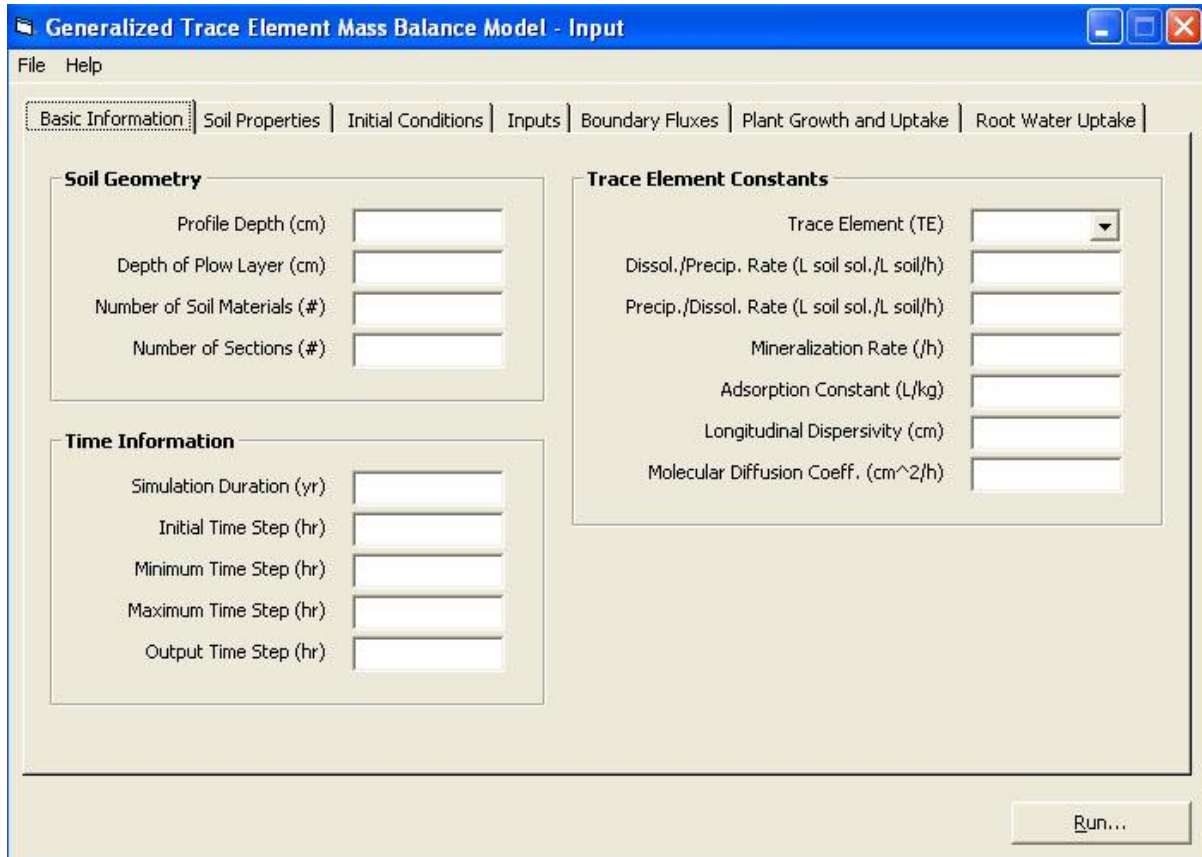 Generalized Trace Element Mass Balance Model - Input
File Help
Basic Information Soil Properties Initial Conditions Inputs Boundary Fluxes Plant Growth and Uptake Root Water Uptake
Soil Geometry
Profile Depth (cm)
Depth of Plow Layer (cm)
Number of Soil Materials (#)
Number of Sections (#)
Time Information
Simulation Duration (yr)
Initial Time Step (hr)
Minimum Time Step (hr)
Maximum Time Step (hr)
Output Time Step (hr)
Trace Element Constants
Trace Element (TE)
Dissol./Precip. Rate (L soil sol./L soil/h)
Precip./Dissol. Rate (L soil sol./L soil/h)
Mineralization Rate (/h)
Adsorption Constant (L/kg)
Longitudinal Dispersivity (cm)
Molecular Diffusion Coeff. (cm^2/h)
Run...